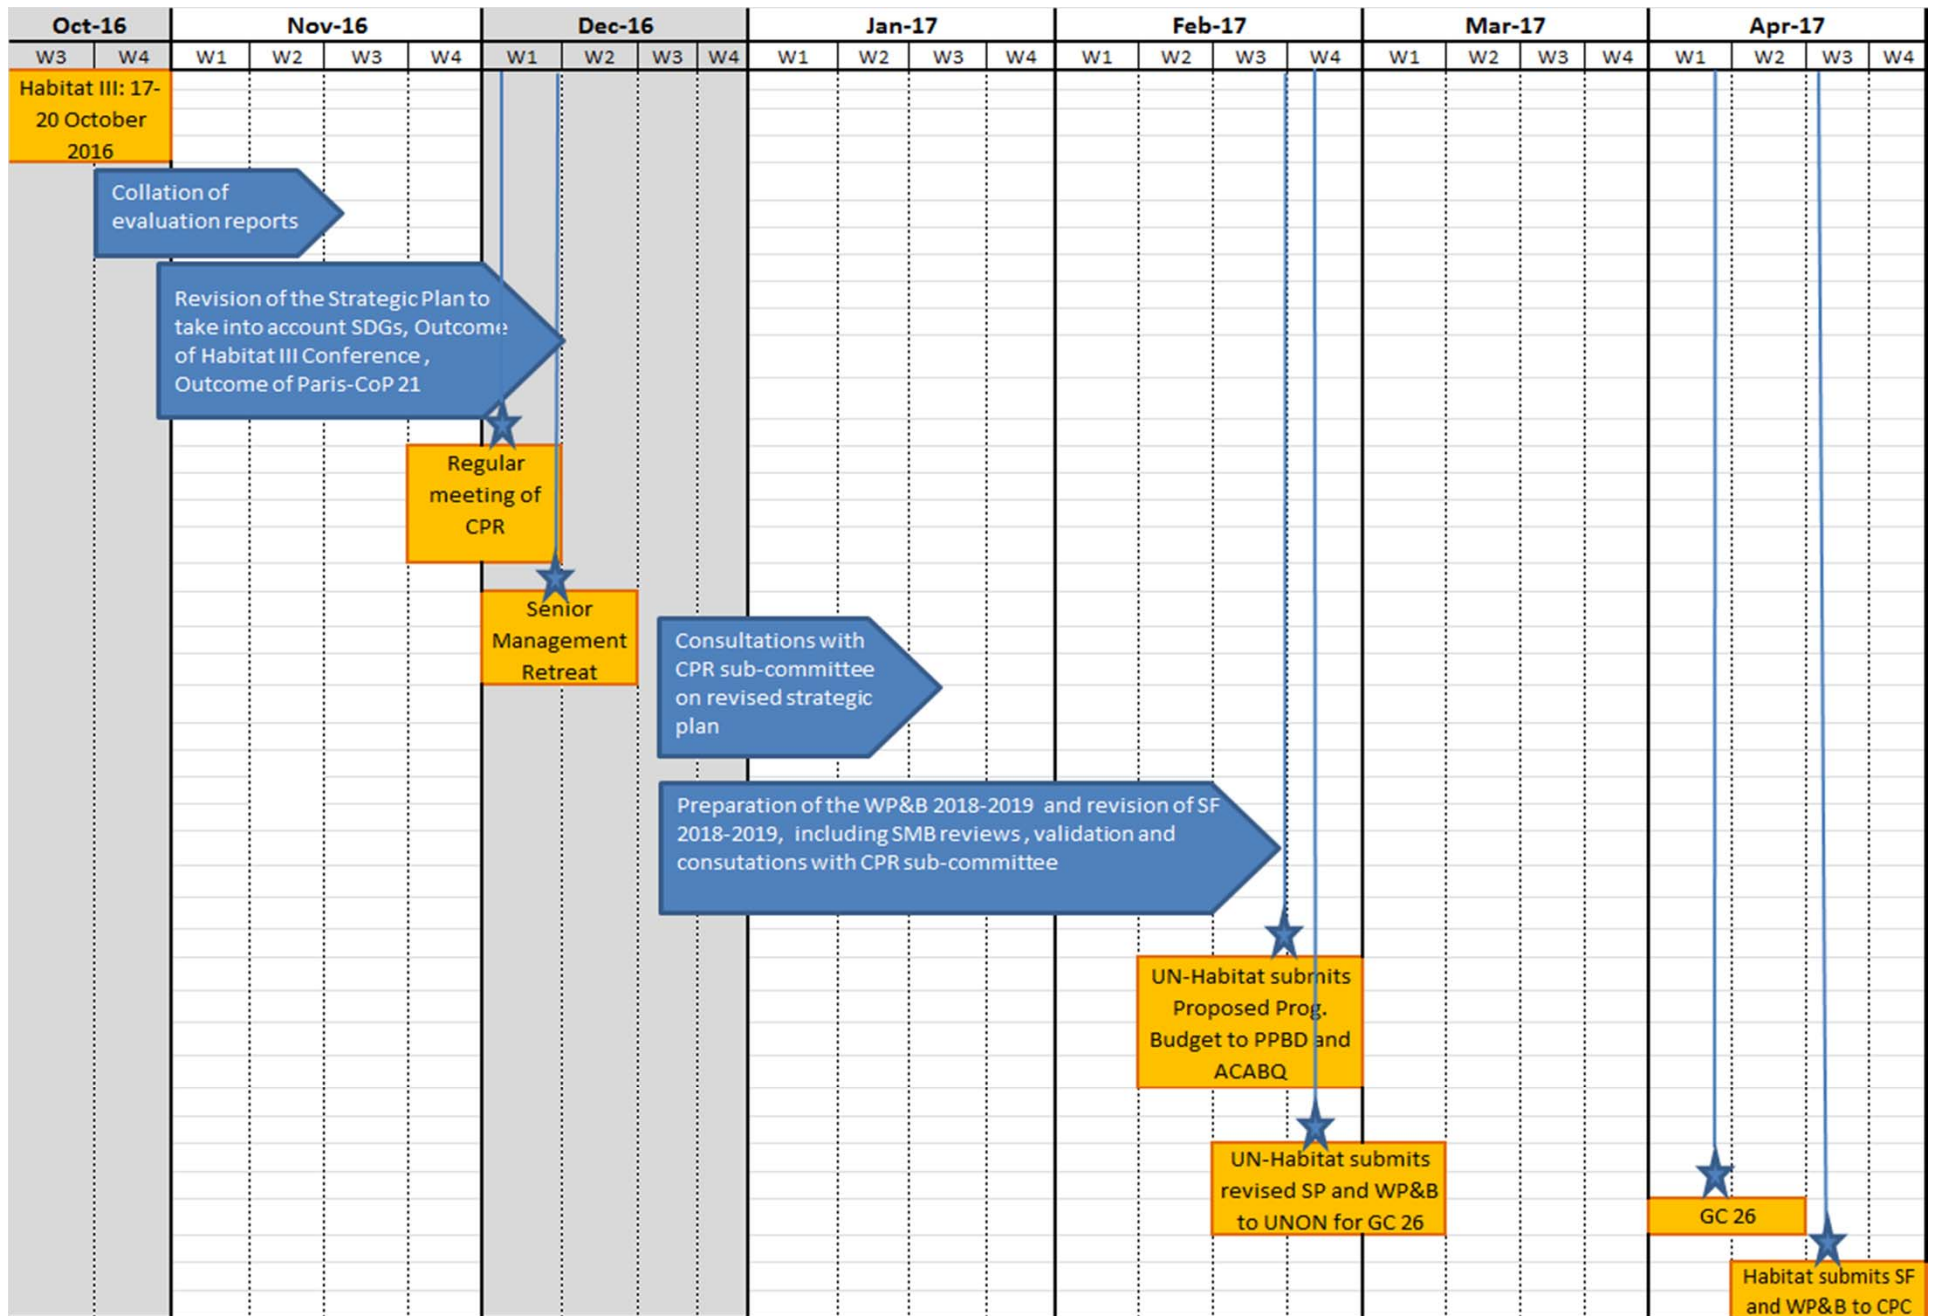 Oct-16 Nov-16 Dec-16 Jan-17 Feb-17 Mar-17 Apr-17
W3 W4 W1 W2 W3 W4 W1 W2 W3 W4 W1 W2 W3 W4 W1 W2 W3 W4 W1 W2 W3 W4 W1 W2 W3 W4
Habitat III: 17-
20 October
2016
Collation of
evaluation reports
Revision of the Strategic Plan to
take into account SDGs, Outcome
of Habitat III Conference ,
Outcome of Paris-CoP 21
Regular
meeting of
CPR
Senior
Management
Retreat
Consultations with
CPR sub-committee
on revised strategic
plan
Preparation of the WP&B 2018-2019 and revision of SF
2018-2019, including SMB reviews , validation and
consutations with CPR sub-committee
UN-Habitat submits
Proposed Prog.
Budget to PPBD and
ACABQ
UN-Habitat submits
revised SP and WP&B
to UNON for GC 26
GC 26
Habitat submits SF
and WP&B to CPC